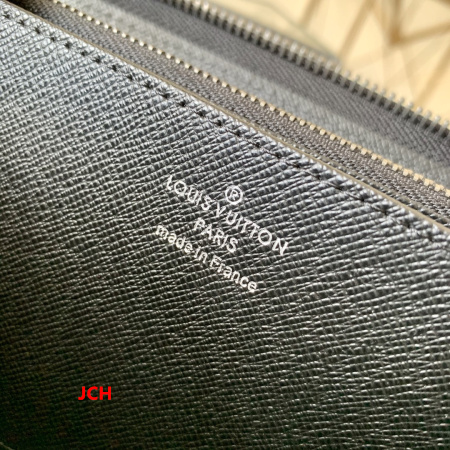 ®
LOUIS VUITTON
PARIS
made in France
JCH